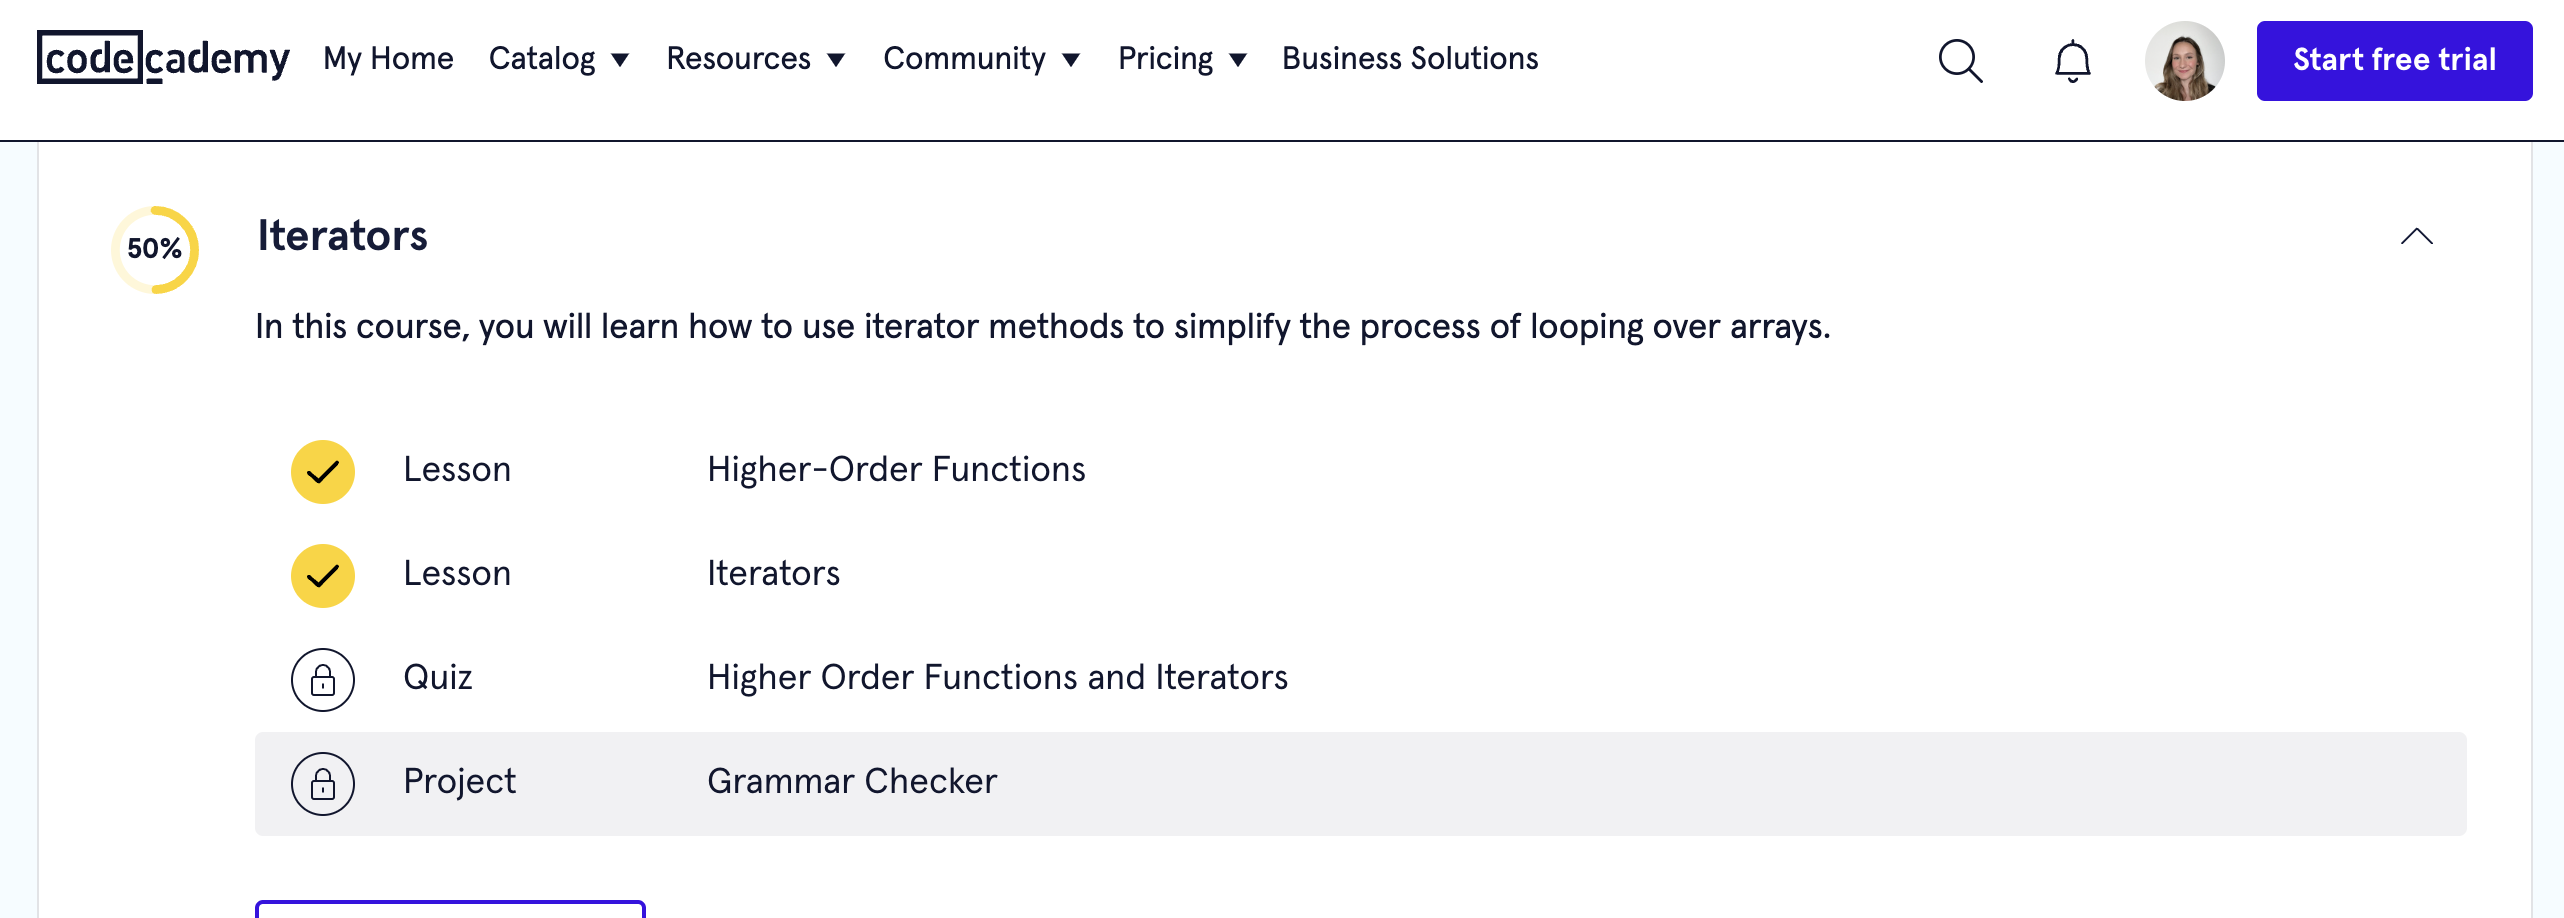 codecademy My Home Catalog Resources Community Pricing Business Solutions Start free trial
50% Iterators
In this course, you will learn how to use iterator methods to simplify the process of looping over arrays.
Lesson Higher-Order Functions
Lesson Iterators
Quiz Higher Order Functions and Iterators
Project Grammar Checker